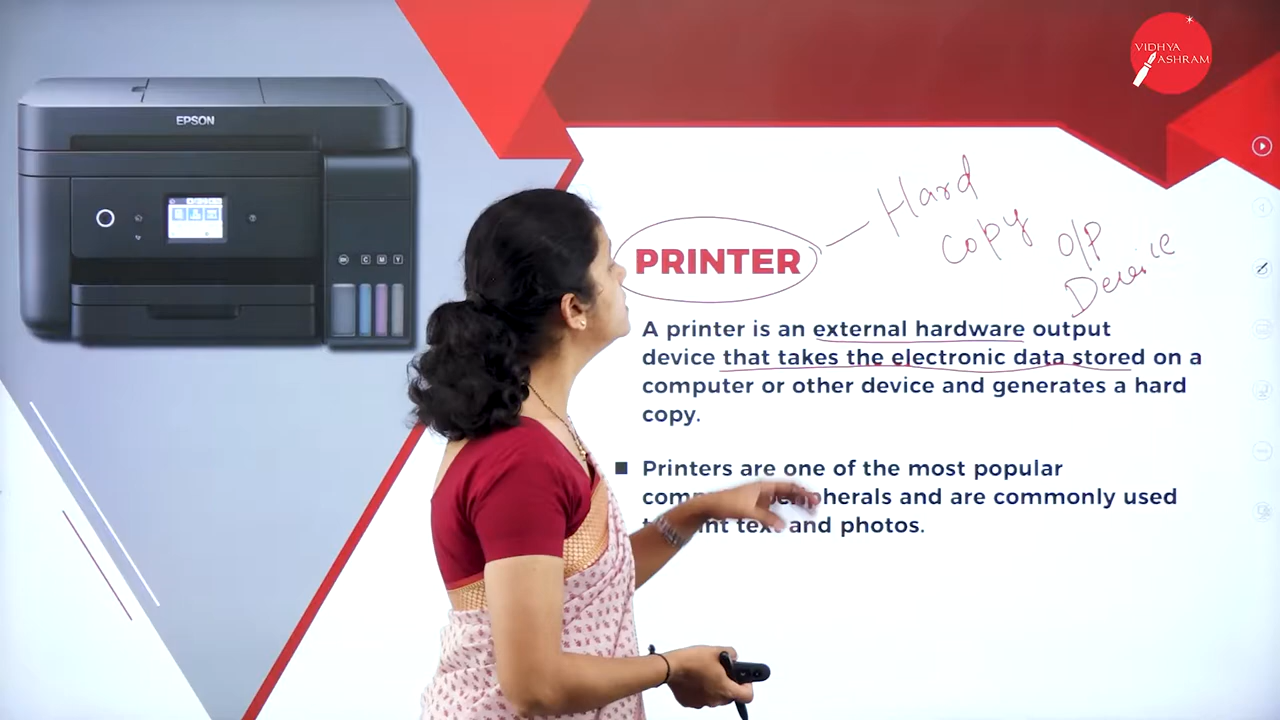 VIDHYA
ASHRAM
EPSON
BK C M Y
Hard
copy
O/P
Device
PRINTER
A printer is an external hardware output
device that takes the electronic data stored on a
computer or other device and generates a hard
copy.
■ Printers are one of the most popular
and are commonly used
and photos.